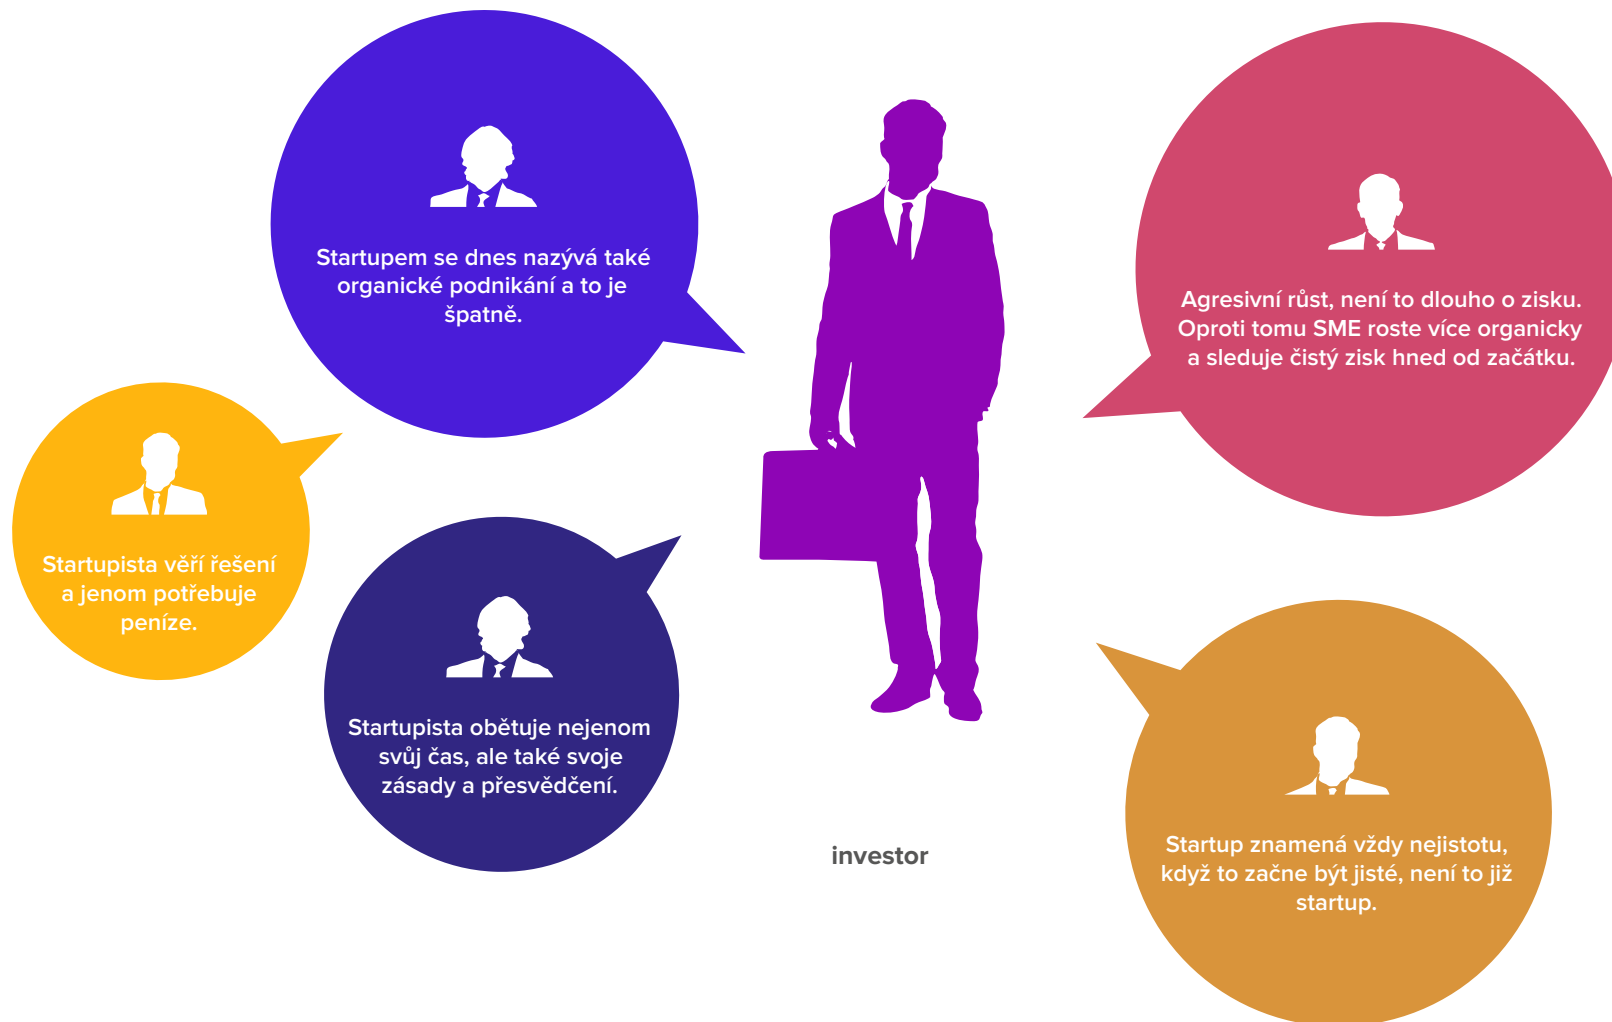 Startupem se dnes nazývá také
organické podnikání a to je
špatně.
Agresivní růst, není to dlouho o zisku.
Oproti tomu SME roste více organicky
a sleduje čistý zisk hned od začátku.
Startupista věří řešení
a jenom potřebuje
peníze.
Startupista obětuje nejenom
svůj čas, ale také svoje
zásady a přesvědčení.
investor
Startup znamená vždy nejistotu,
když to začne být jisté, není to již
startup.